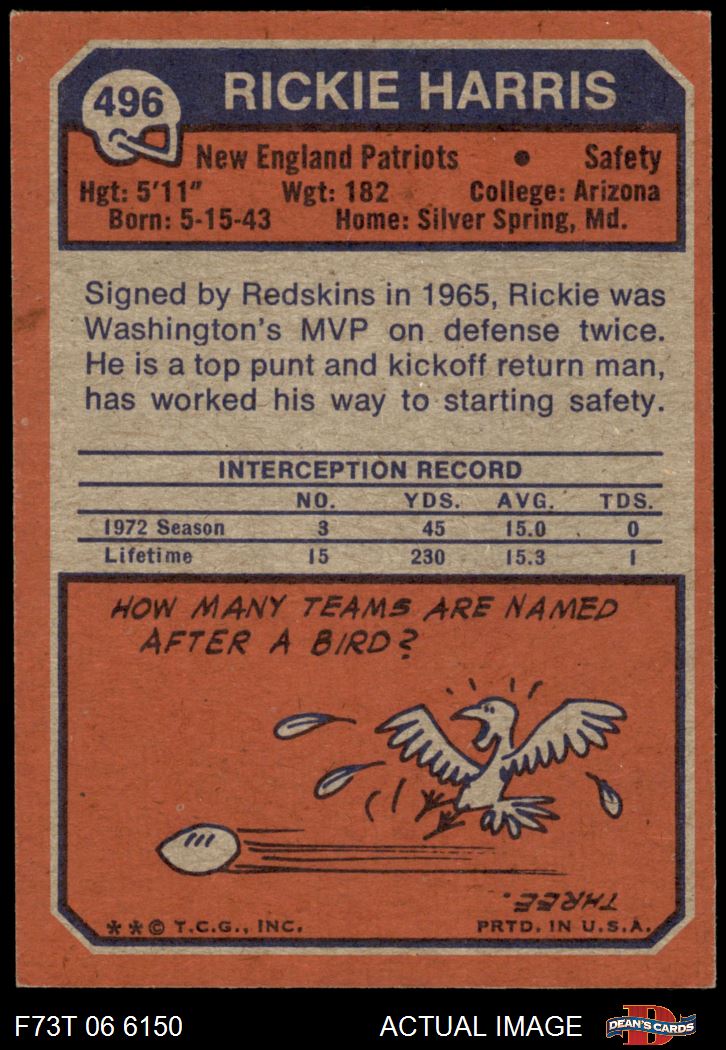 496
RICKIE HARRIS
New England Patriots • Safety
Hgt: 5'11" Wgt: 182 College: Arizona
Born: 5-15-43 Home: Silver Spring, Md.
Signed by Redskins in 1965, Rickie was
Washington's MVP on defense twice.
He is a top punt and kickoff return man,
has worked his way to starting safety.
INTERCEPTION RECORD
NO. YDS. AVG. TDS.
1972 Season 3 45 15.0 0
Lifetime 15 230 15.3 1
HOW MANY TEAMS ARE NAMED
AFTER A BIRD?
THREE.
**© T.C.G., INC. PRTD. IN U.S.A.
F73T 06 6150 ACTUAL IMAGE DEAN'S CARDS